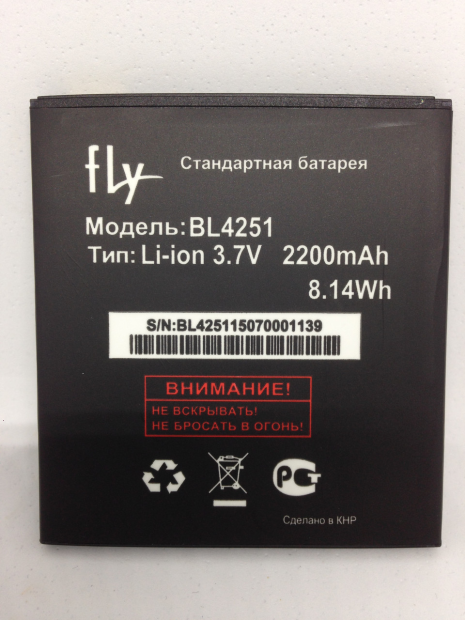 fly
Стандартная батарея
Модель: BL4251
Тип: Li-ion 3.7V 2200mAh
8.14Wh
S/N:BL425115070001139
ВНИМАНИЕ!
НЕ ВСКРЫВАТЬ!
НЕ БРОСАТЬ В ОГОНЬ!
РСТ
Сделано в КНР